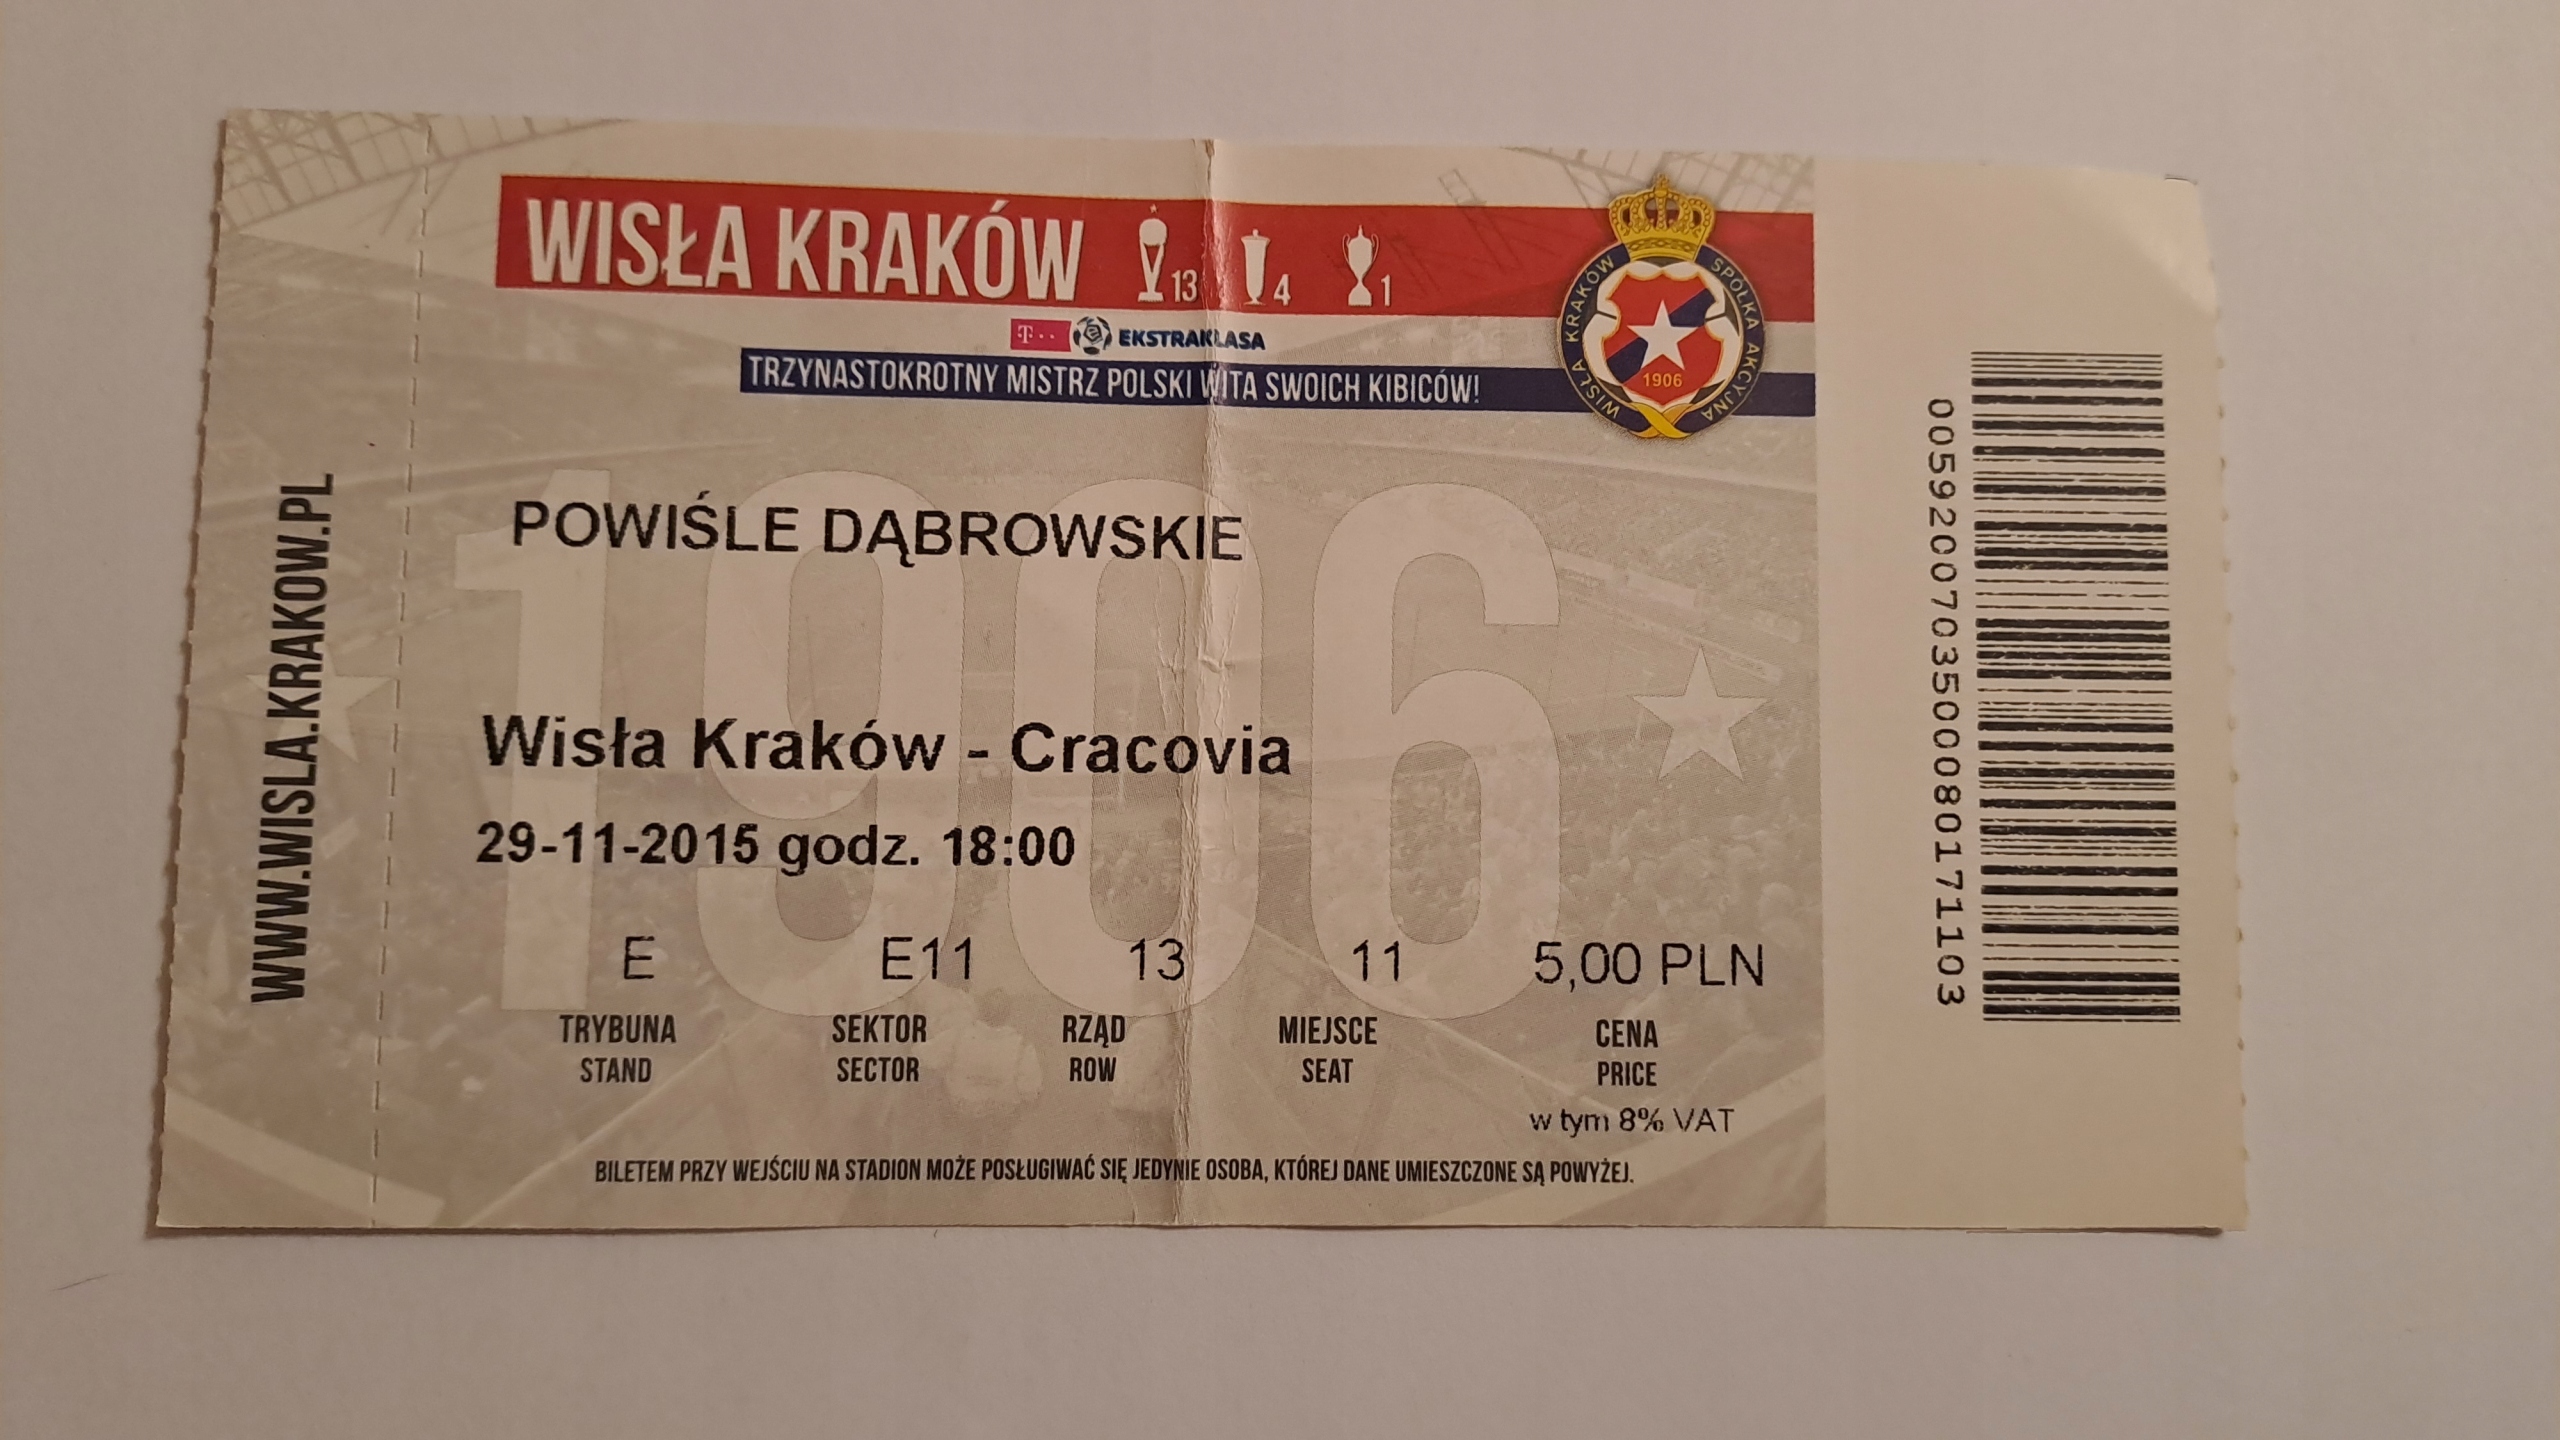 WISŁA KRAKÓW 13 4 1
T·· EKSTRAKLASA
TRZYNASTOKROTNY MISTRZ POLSKI WITA SWOICH KIBICÓW!
WISŁA KRAKÓW SPÓŁKA AKCYJNA
1906
WWW.WISLA.KRAKOW.PL
1906
POWIŚLE DĄBROWSKIE
Wisła Kraków - Cracovia
29-11-2015 godz. 18:00
E E11 13 11 5,00 PLN
TRYBUNA SEKTOR RZĄD MIEJSCE CENA
STAND SECTOR ROW SEAT PRICE
w tym 8% VAT
BILETEM PRZY WEJŚCIU NA STADION MOŻE POSŁUGIWAĆ SIĘ JEDYNIE OSOBA, KTÓREJ DANE UMIESZCZONE SĄ POWYŻEJ.
0059200703500080171103